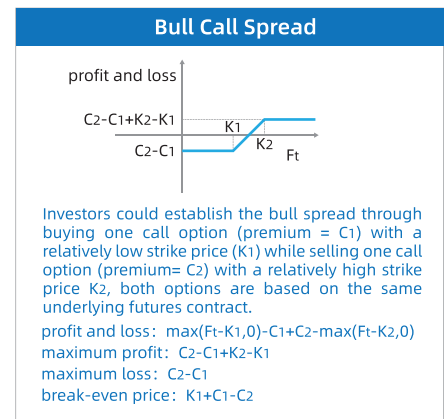 Bull Call Spread
profit and loss
C2-C1+K2-K1
K1
K2
C2-C1
Ft
Investors could establish the bull spread through
buying one call option (premium = C1) with a
relatively low strike price (K1) while selling one call
option (premium= C2) with a relatively high strike
price K2, both options are based on the same
underlying futures contract.
profit and loss：max(Ft-K1,0)-C1+C2-max(Ft-K2,0)
maximum profit：C2-C1+K2-K1
maximum loss：C2-C1
break-even price：K1+C1-C2